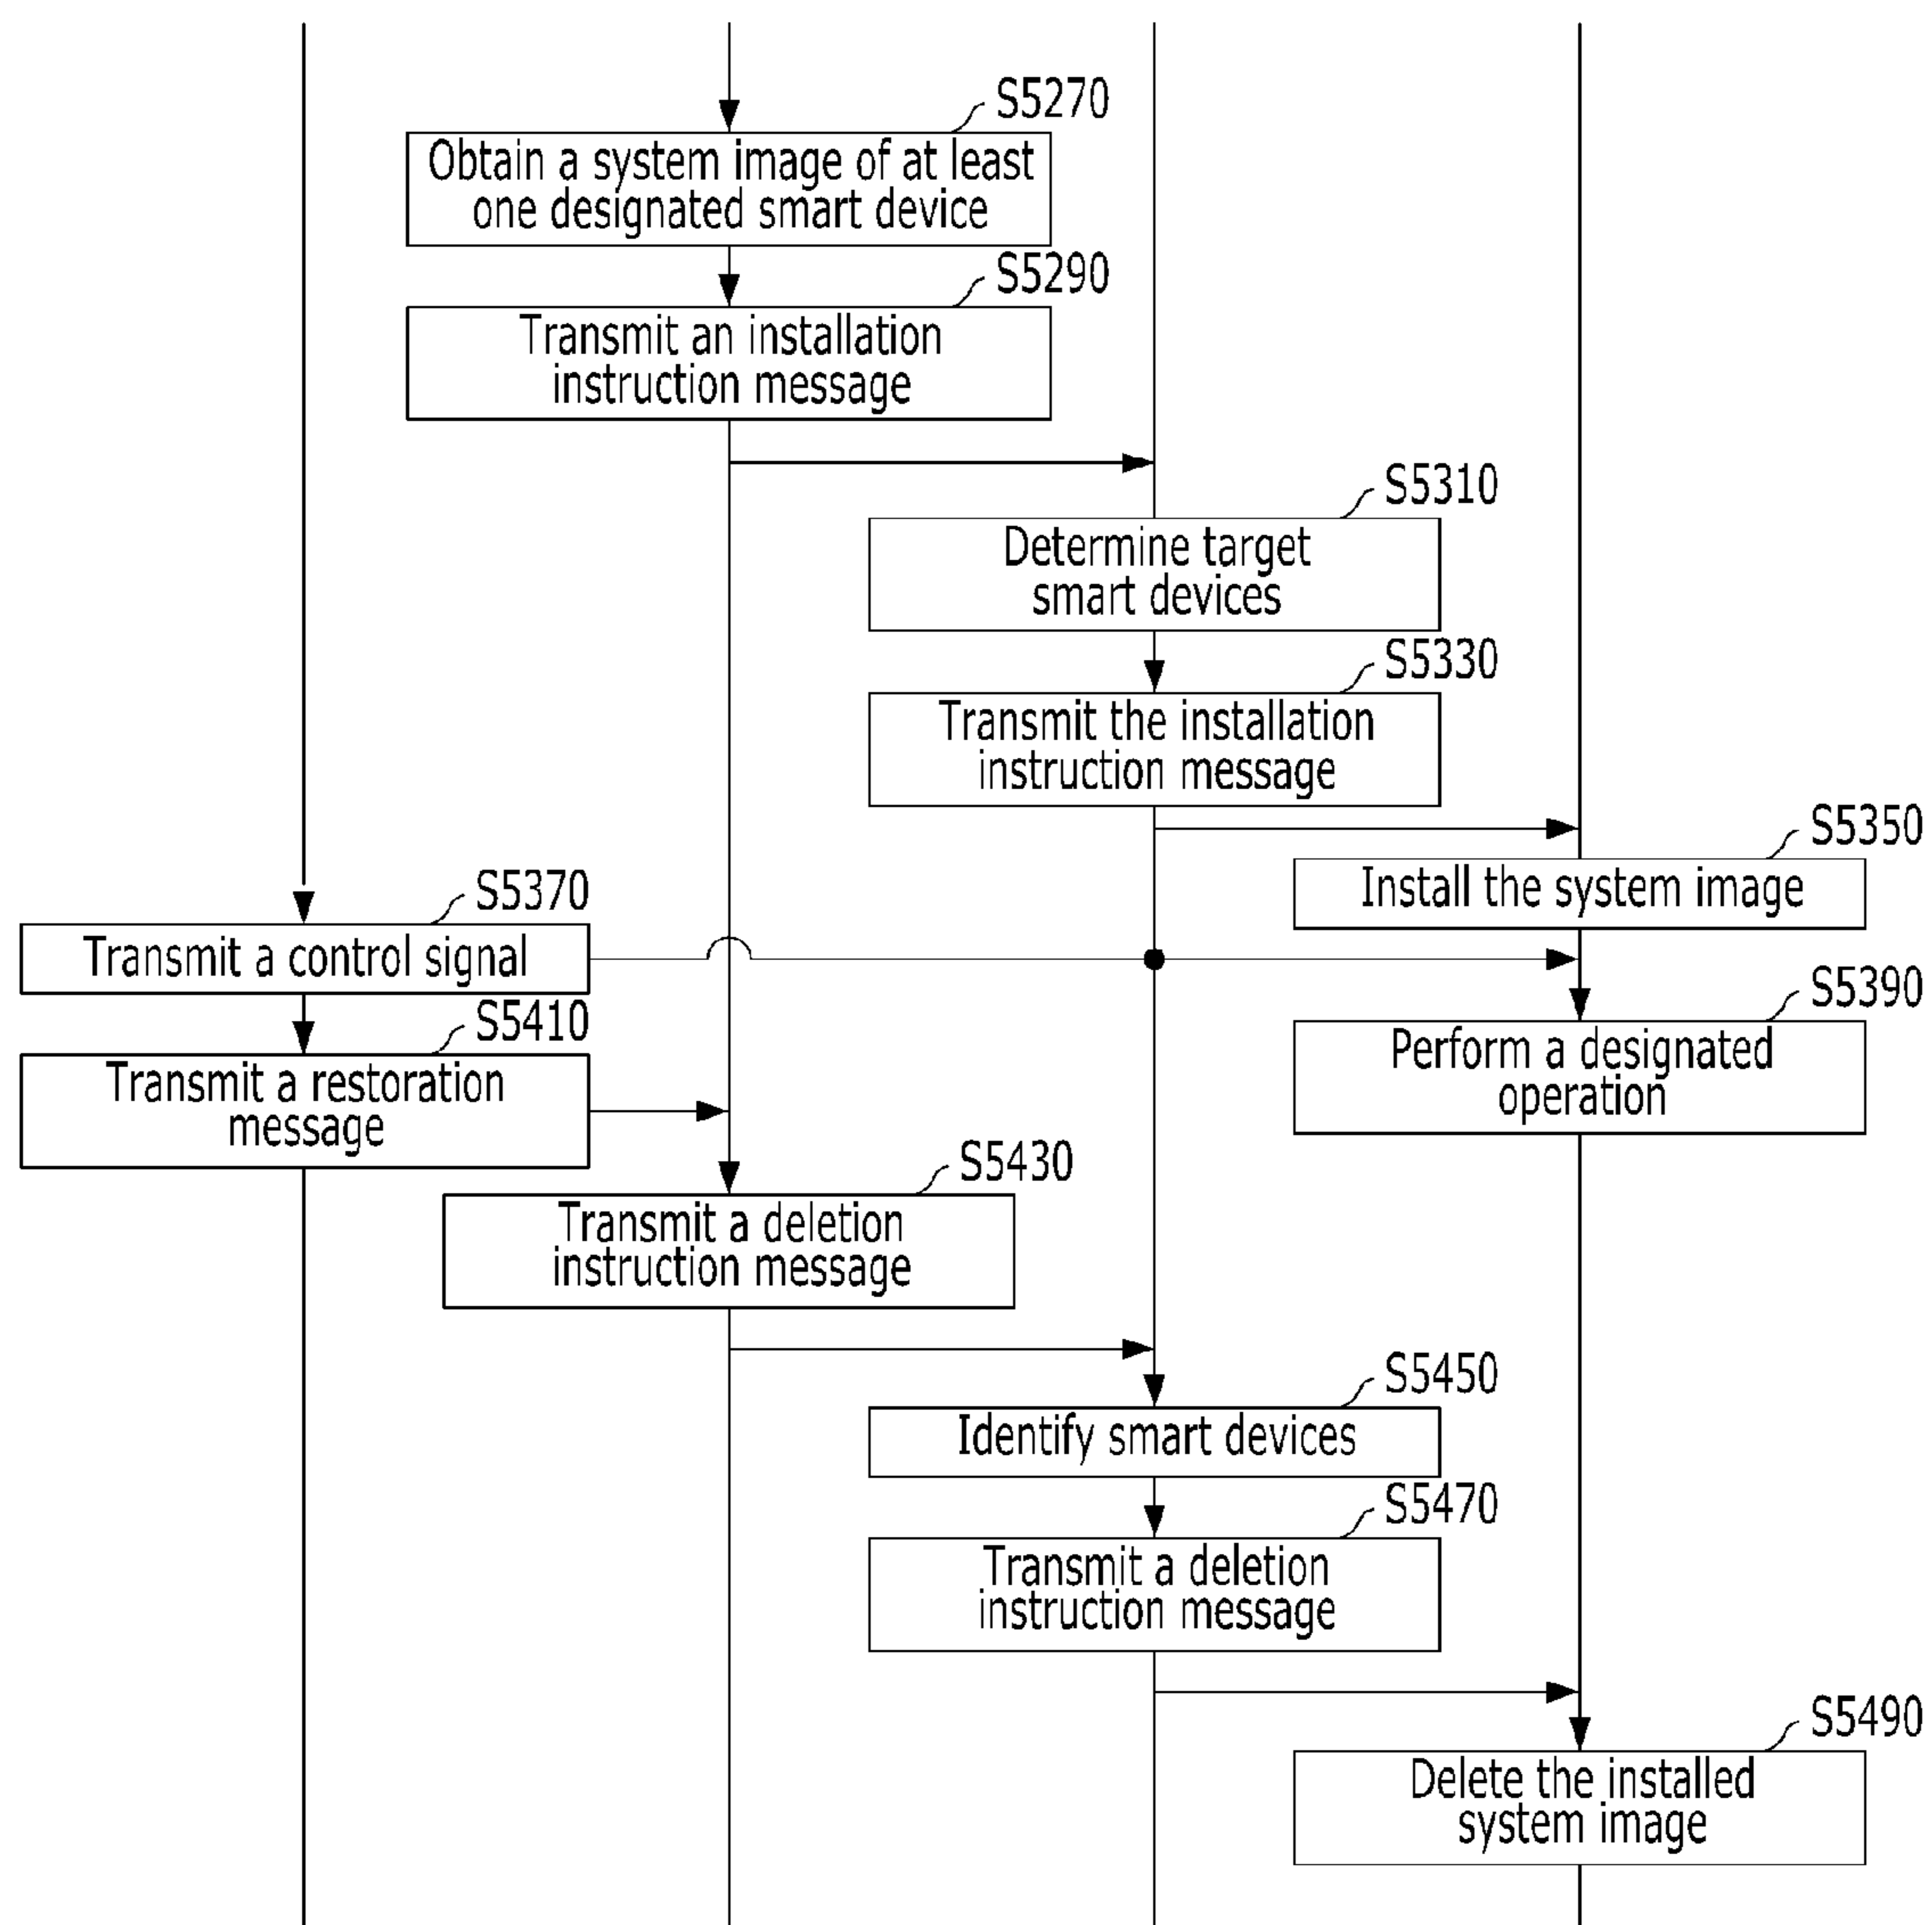 S5270
Obtain a system image of at least
one designated smart device
S5290
Transmit an installation
instruction message
S5310
Determine target
smart devices
S5330
Transmit the installation
instruction message
S5350
Install the system image
S5370
Transmit a control signal
S5390
Perform a designated
operation
S5410
Transmit a restoration
message
S5430
Transmit a deletion
instruction message
S5450
Identify smart devices
S5470
Transmit a deletion
instruction message
S5490
Delete the installed
system image